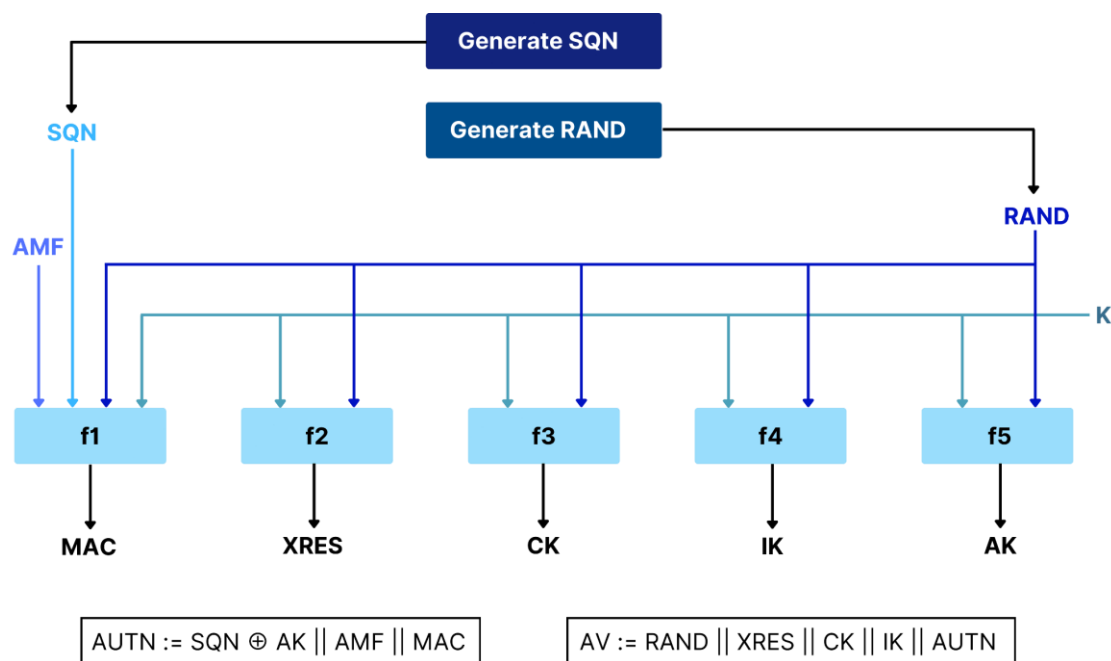 Generate SQN
Generate RAND
SQN
RAND
AMF
K
f1 f2 f3 f4 f5
MAC XRES CK IK AK
AUTN := SQN ⊕ AK || AMF || MAC
AV := RAND || XRES || CK || IK || AUTN